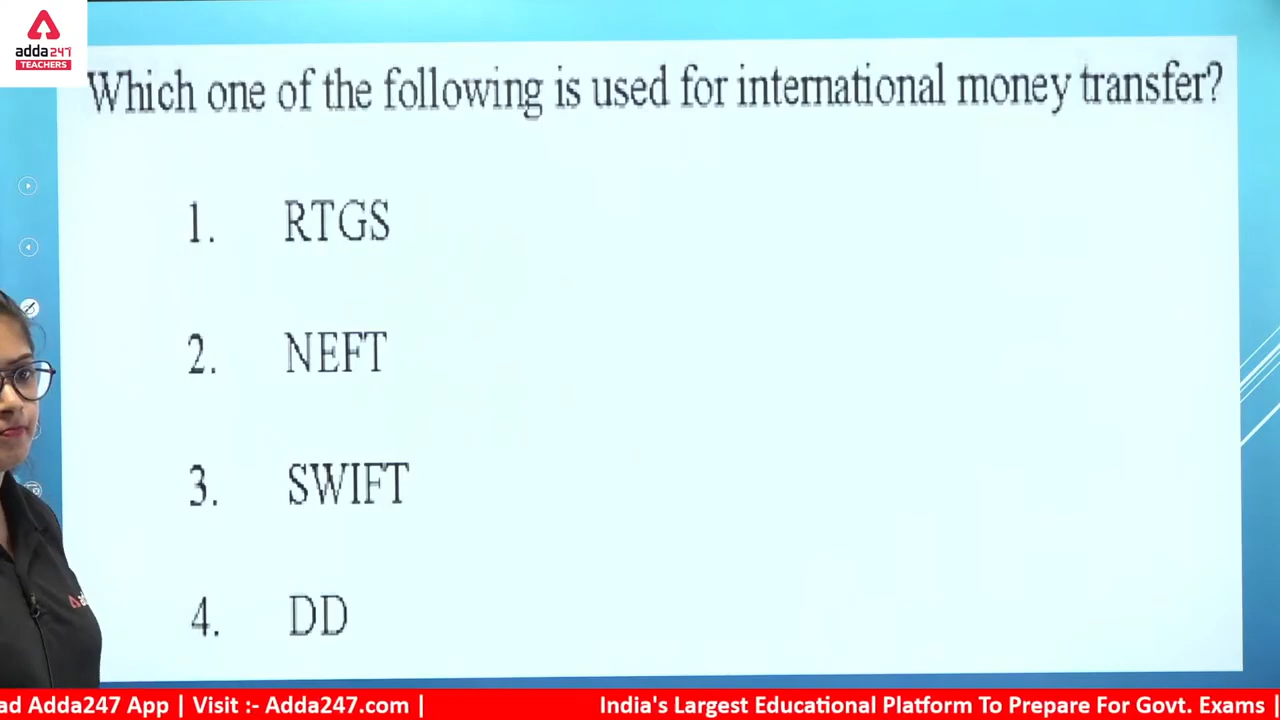 adda247
TEACHERS
Which one of the following is used for international money transfer?
1. RTGS
2. NEFT
3. SWIFT
4. DD
ad Adda247 App | Visit :- Adda247.com |
India's Largest Educational Platform To Prepare For Govt. Exams |